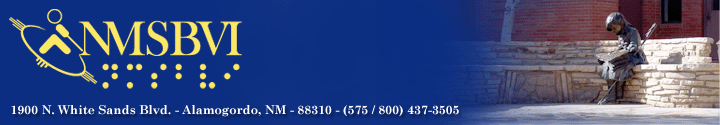 NMSBVI
⠝⠍⠎⠃⠧⠊
1900 N. White Sands Blvd. - Alamogordo, NM - 88310 - (575 / 800) 437-3505